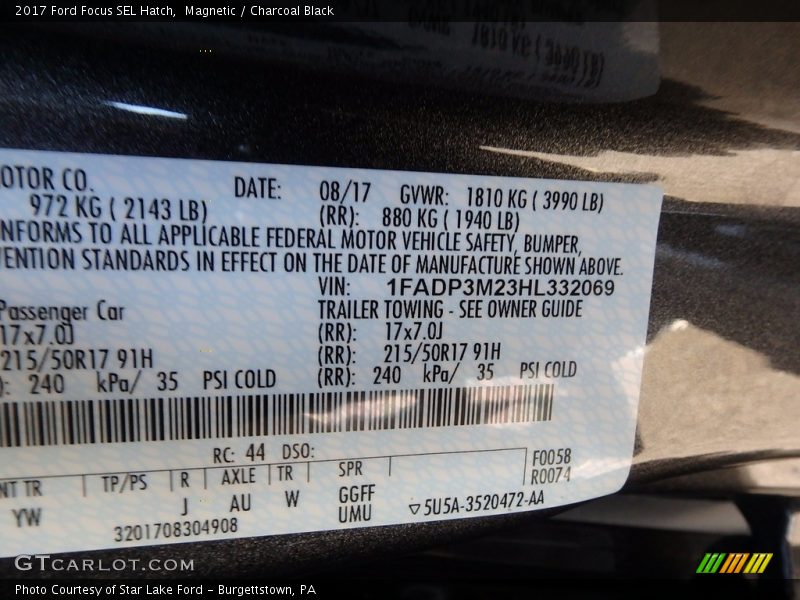 2017 Ford Focus SEL Hatch, Magnetic / Charcoal Black
OTOR CO. DATE: 08/17 GVWR: 1810 KG ( 3990 LB)
972 KG ( 2143 LB) (RR): 880 KG ( 1940 LB)
NFORMS TO ALL APPLICABLE FEDERAL MOTOR VEHICLE SAFETY, BUMPER,
ENTION STANDARDS IN EFFECT ON THE DATE OF MANUFACTURE SHOWN ABOVE.
VIN: 1FADP3M23HL332069
Passenger Car TRAILER TOWING - SEE OWNER GUIDE
17x7.0J (RR): 17x7.0J
215/50R17 91H (RR): 215/50R17 91H
): 240 kPa/ 35 PSI COLD (RR): 240 kPa/ 35 PSI COLD
RC: 44 DSO:
NT TR TP/PS R AXLE TR SPR F0058
R0074
YW J AU W GGFF
UMU
5U5A-3520472-AA
3201708304908
GTCARLOT.COM
Photo Courtesy of Star Lake Ford - Burgettstown, PA